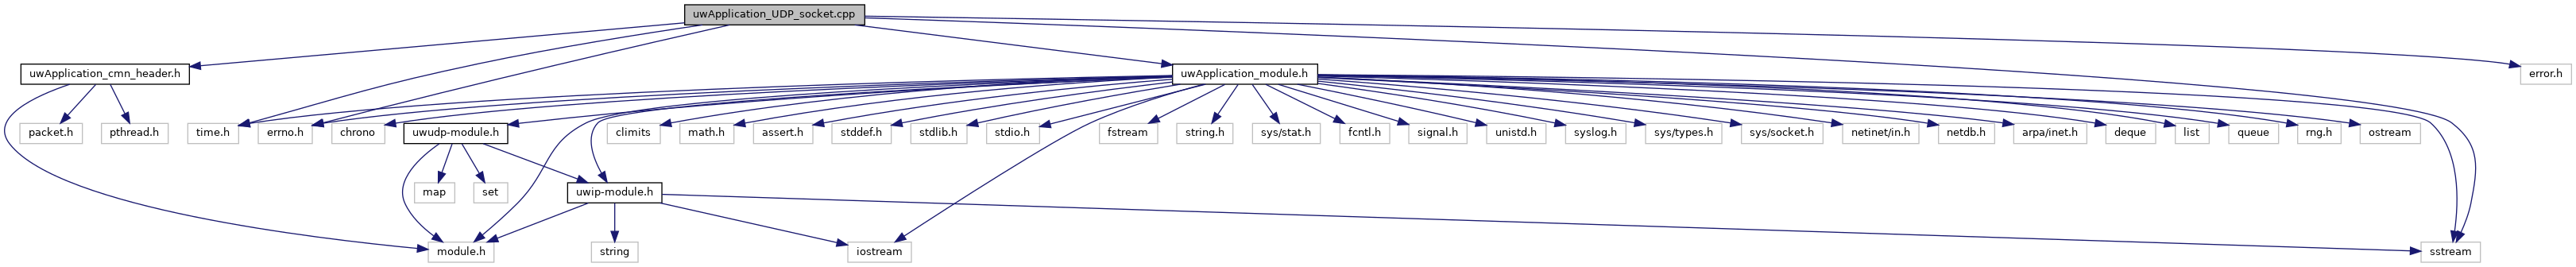 uwApplication_UDP_socket.cpp
uwApplication_cmn_header.h
uwApplication_module.h
error.h
packet.h
pthread.h
time.h
errno.h
chrono
uwudp-module.h
climits
math.h
assert.h
stddef.h
stdlib.h
stdio.h
fstream
string.h
sys/stat.h
fcntl.h
signal.h
unistd.h
syslog.h
sys/types.h
sys/socket.h
netinet/in.h
netdb.h
arpa/inet.h
deque
list
queue
rng.h
ostream
map
set
uwip-module.h
module.h
string
iostream
sstream